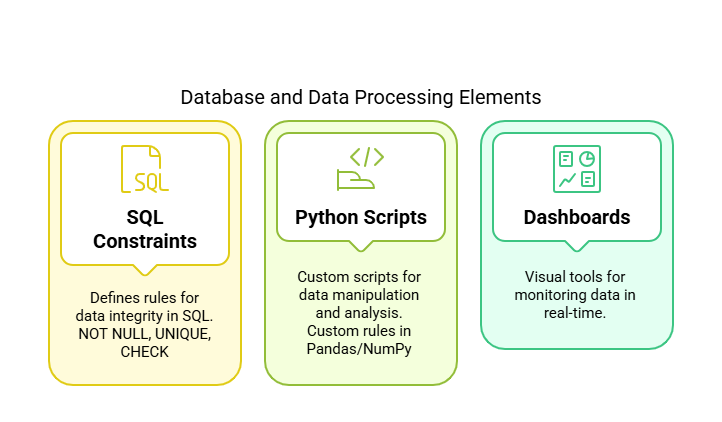 Database and Data Processing Elements
SQL
SQL
Constraints
Defines rules for
data integrity in SQL.
NOT NULL, UNIQUE,
CHECK
</>
Python Scripts
Custom scripts for
data manipulation
and analysis.
Custom rules in
Pandas/NumPy
Dashboards
Visual tools for
monitoring data in
real-time.